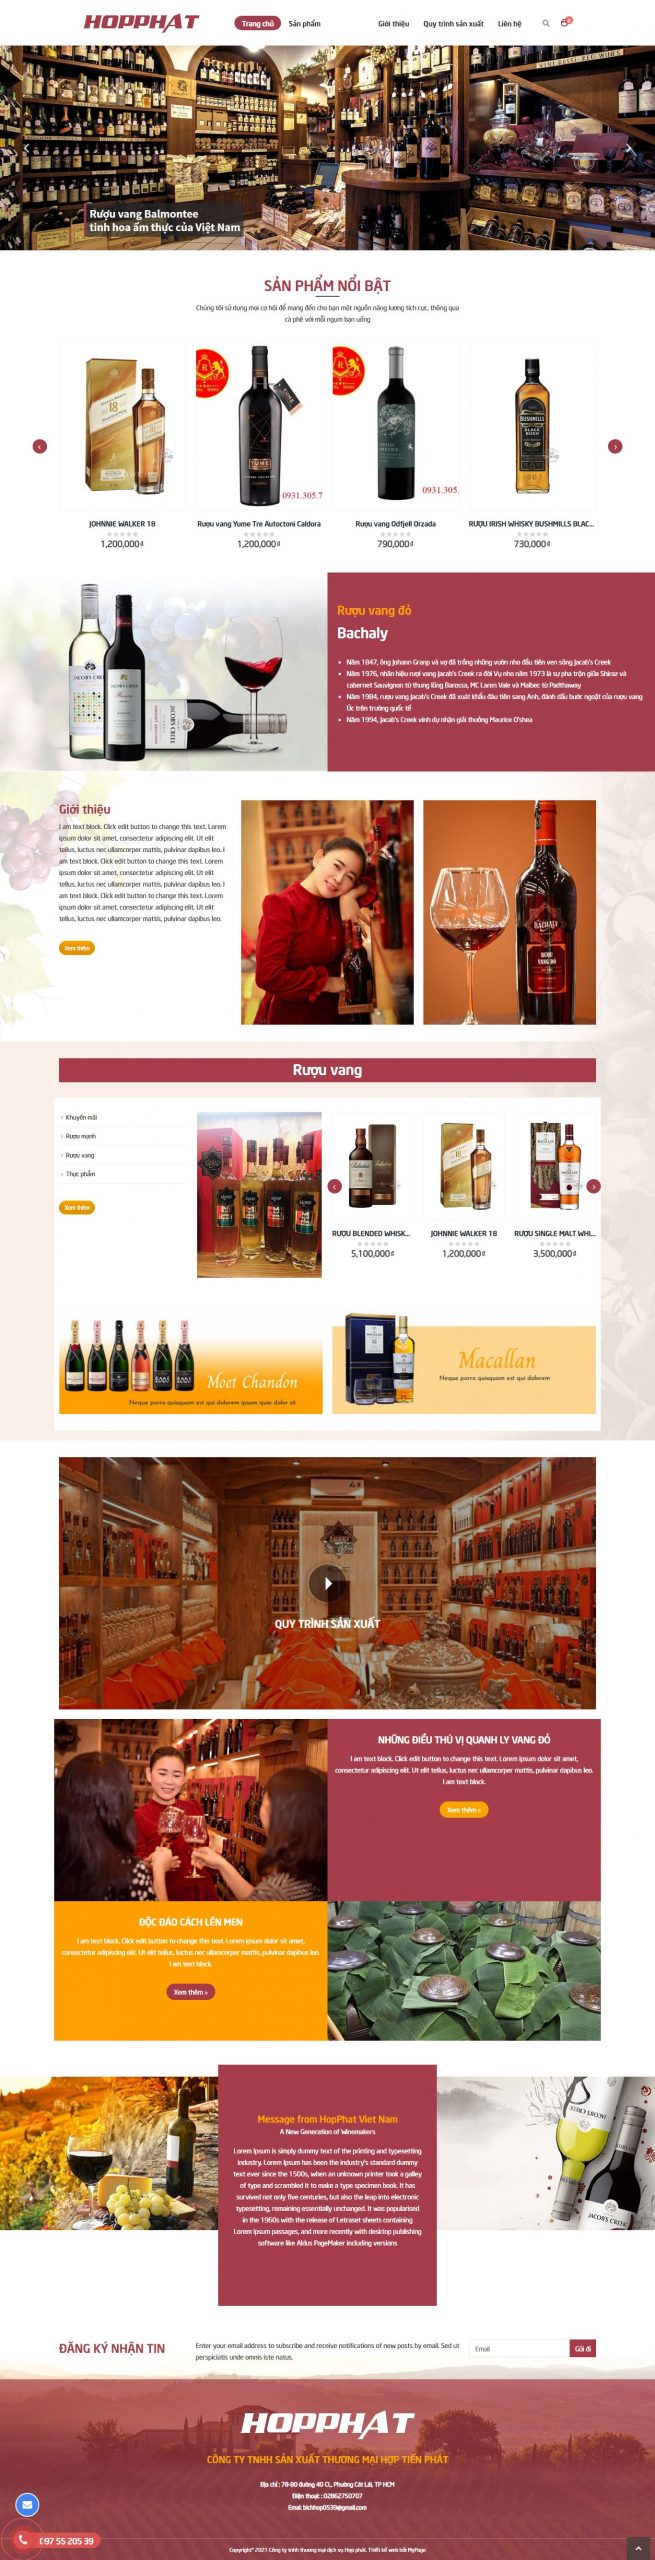 HOPPHAT
Trang chủ
Sản phẩm
Giới thiệu
Quy trình sản xuất
Liên hệ
0
Rượu vang Balmontee
tinh hoa ẩm thực của Việt Nam
SẢN PHẨM NỔI BẬT
Chúng tôi sử dụng mọi cơ hội để mang đến cho bạn một nguồn năng lượng tích cực, thông qua
cà phê với mỗi ngụm bạn uống
0931.305.7
0931.305.
JOHNNIE WALKER 18
1,200,000₫
Rượu vang Yume Tre Autoctoni Caldora
1,200,000₫
Rượu vang Odfjell Orzada
790,000₫
RƯỢU IRISH WHISKY BUSHMILLS BLAC...
730,000₫
Rượu vang đỏ
Bachaly
Năm 1847, ông Johann Granp và vợ đã trồng những vườn nho đầu tiên ven sông Jacob's Creek
Năm 1976, nhãn hiệu rượi vang Jacob's Creek ra đời Vụ nho năm 1973 là sự pha trộn giữa Shiraz và
cabernet Sauvignon từ thung lũng Barossa, MC Laren Vale và Malbec từ Padthaway
Năm 1984, rượu vang Jacob's Creek đã xuất khẩu đầu tiên sang Anh, đánh dấu bước ngoặt của rượu vang
Úc trên trường quốc tế
Năm 1994, Jacob's Creek vinh dự nhận giải thưởng Maurice O'shea
Giới thiệu
I am text block. Click edit button to change this text. Lorem
ipsum dolor sit amet, consectetur adipiscing elit. Ut elit
tellus, luctus nec ullamcorper mattis, pulvinar dapibus leo. I
am text block. Click edit button to change this text. Lorem
ipsum dolor sit amet, consectetur adipiscing elit. Ut elit
tellus, luctus nec ullamcorper mattis, pulvinar dapibus leo. I
am text block. Click edit button to change this text. Lorem
ipsum dolor sit amet, consectetur adipiscing elit. Ut elit
tellus, luctus nec ullamcorper mattis, pulvinar dapibus leo.
Xem thêm
BACHALY
RƯỢU
VANG ĐỎ
Rượu vang
Khuyến mãi
Rượu mạnh
Rượu vang
Thực phẩm
Xem thêm
RƯỢU BLENDED WHISK...
5,100,000₫
JOHNNIE WALKER 18
1,200,000₫
RƯỢU SINGLE MALT WHI...
3,500,000₫
Moet Chandon
Neque porro quisquam est qui dolorem ipsum quia dolor sit
Macallan
Neque porro quisquam est qui dolorem
QUY TRÌNH SẢN XUẤT
NHỮNG ĐIỀU THÚ VỊ QUANH LY VANG ĐỎ
I am text block. Click edit button to change this text. Lorem ipsum dolor sit amet,
consectetur adipiscing elit. Ut elit tellus, luctus nec ullamcorper mattis, pulvinar dapibus leo.
I am text block.
Xem thêm »
ĐỘC ĐÁO CÁCH LÊN MEN
I am text block. Click edit button to change this text. Lorem ipsum dolor sit amet,
consectetur adipiscing elit. Ut elit tellus, luctus nec ullamcorper mattis, pulvinar dapibus leo.
I am text block.
Xem thêm »
Message from HopPhat Viet Nam
A New Generation of Winemakers
Lorem Ipsum is simply dummy text of the printing and typesetting
industry. Lorem Ipsum has been the industry's standard dummy
text ever since the 1500s, when an unknown printer took a galley
of type and scrambled it to make a type specimen book. It has
survived not only five centuries, but also the leap into electronic
typesetting, remaining essentially unchanged. It was popularised
in the 1960s with the release of Letraset sheets containing
Lorem Ipsum passages, and more recently with desktop publishing
software like Aldus PageMaker including versions
JACOB'S CREEK
ĐĂNG KÝ NHẬN TIN
Enter your email address to subscribe and receive notifications of new posts by email. Sed ut
perspiciatis unde omnis iste natus.
Email
Gửi đi
HOPPHAT
CÔNG TY TNHH SẢN XUẤT THƯƠNG MẠI HỢP TIẾN PHÁT
Địa chỉ : 78-80 đường 40 CL, Phường Cát Lái, TP HCM
Điện thoại: : 02862750707
Emai: bichhop0539@gmail.com
097 55 205 39
Copyright® 2021 Công ty tnhh thương mại dịch vụ Hợp phát. Thiết bế web bởi MyPage